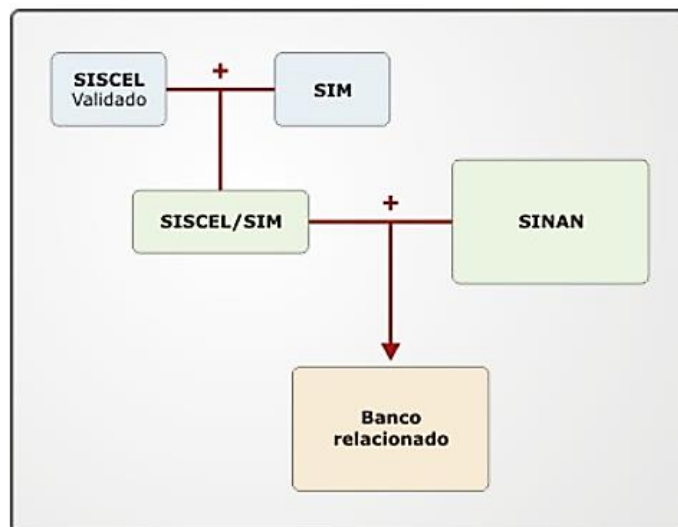 SISCEL
Validado
+
SIM
SISCEL/SIM
+
SINAN
Banco
relacionado